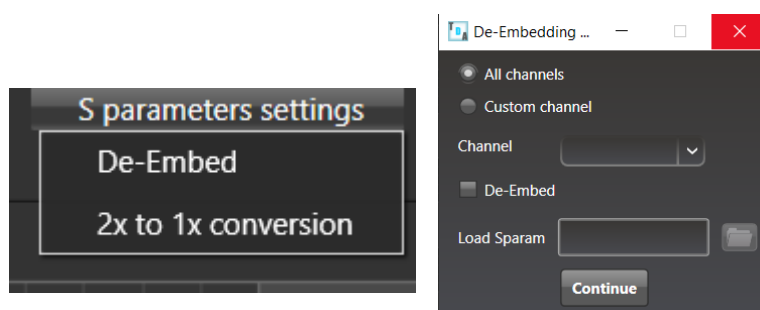 S parameters settings
De-Embed
2x to 1x conversion
De-Embedding ...
All channels
Custom channel
Channel
De-Embed
Load Sparam
Continue